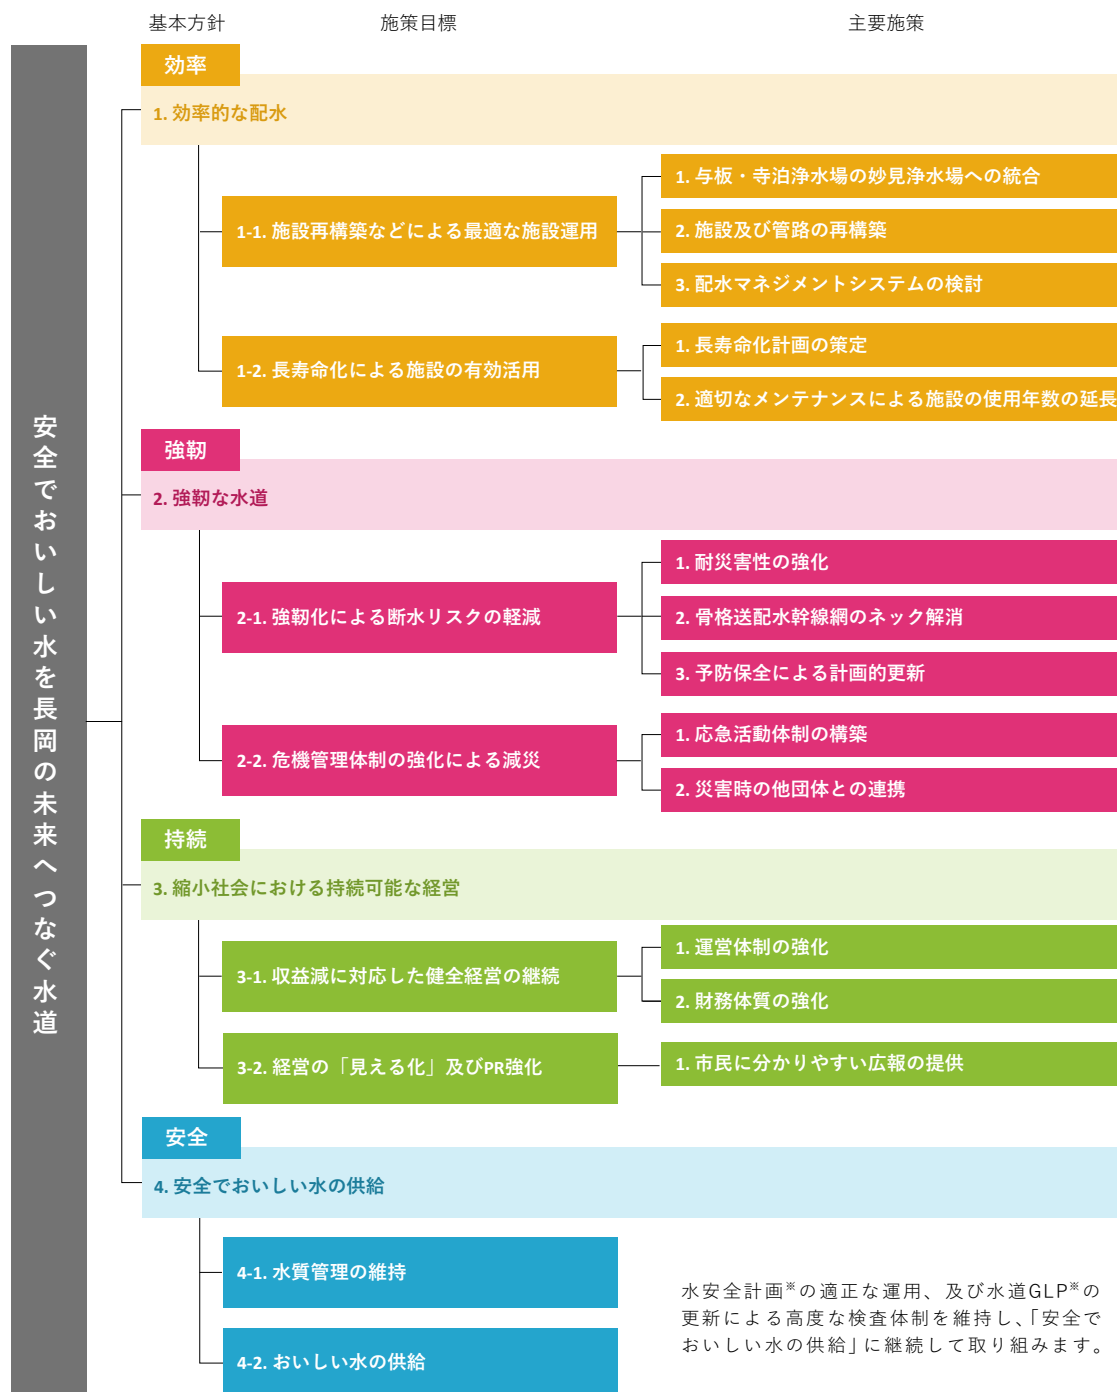 基本方針
施策目標
主要施策
安全でおいしい水を長岡の未来へつなぐ水道
効率
1. 効率的な配水
1-1. 施設再構築などによる最適な施設運用
1. 与板・寺泊浄水場の妙見浄水場への統合
2. 施設及び管路の再構築
3. 配水マネジメントシステムの検討
1-2. 長寿命化による施設の有効活用
1. 長寿命化計画の策定
2. 適切なメンテナンスによる施設の使用年数の延長
強靭
2. 強靭な水道
2-1. 強靭化による断水リスクの軽減
1. 耐災害性の強化
2. 骨格送配水幹線網のネック解消
3. 予防保全による計画的更新
2-2. 危機管理体制の強化による減災
1. 応急活動体制の構築
2. 災害時の他団体との連携
持続
3. 縮小社会における持続可能な経営
3-1. 収益減に対応した健全経営の継続
1. 運営体制の強化
2. 財務体質の強化
3-2. 経営の「見える化」及びPR強化
1. 市民に分かりやすい広報の提供
安全
4. 安全でおいしい水の供給
4-1. 水質管理の維持
4-2. おいしい水の供給
水安全計画※の適正な運用、及び水道GLP※の
更新による高度な検査体制を維持し、「安全で
おいしい水の供給」に継続して取り組みます。